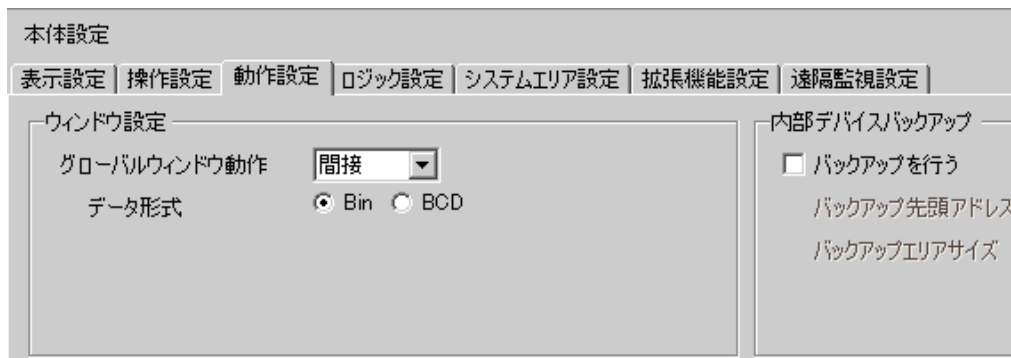 本体設定
表示設定 操作設定 動作設定 ロジック設定 システムエリア設定 拡張機能設定 遠隔監視設定
ウィンドウ設定
グローバルウィンドウ動作 間接
データ形式 Bin BCD
内部デバイスバックアップ
バックアップを行う
バックアップ先頭アドレス
バックアップエリアサイズ